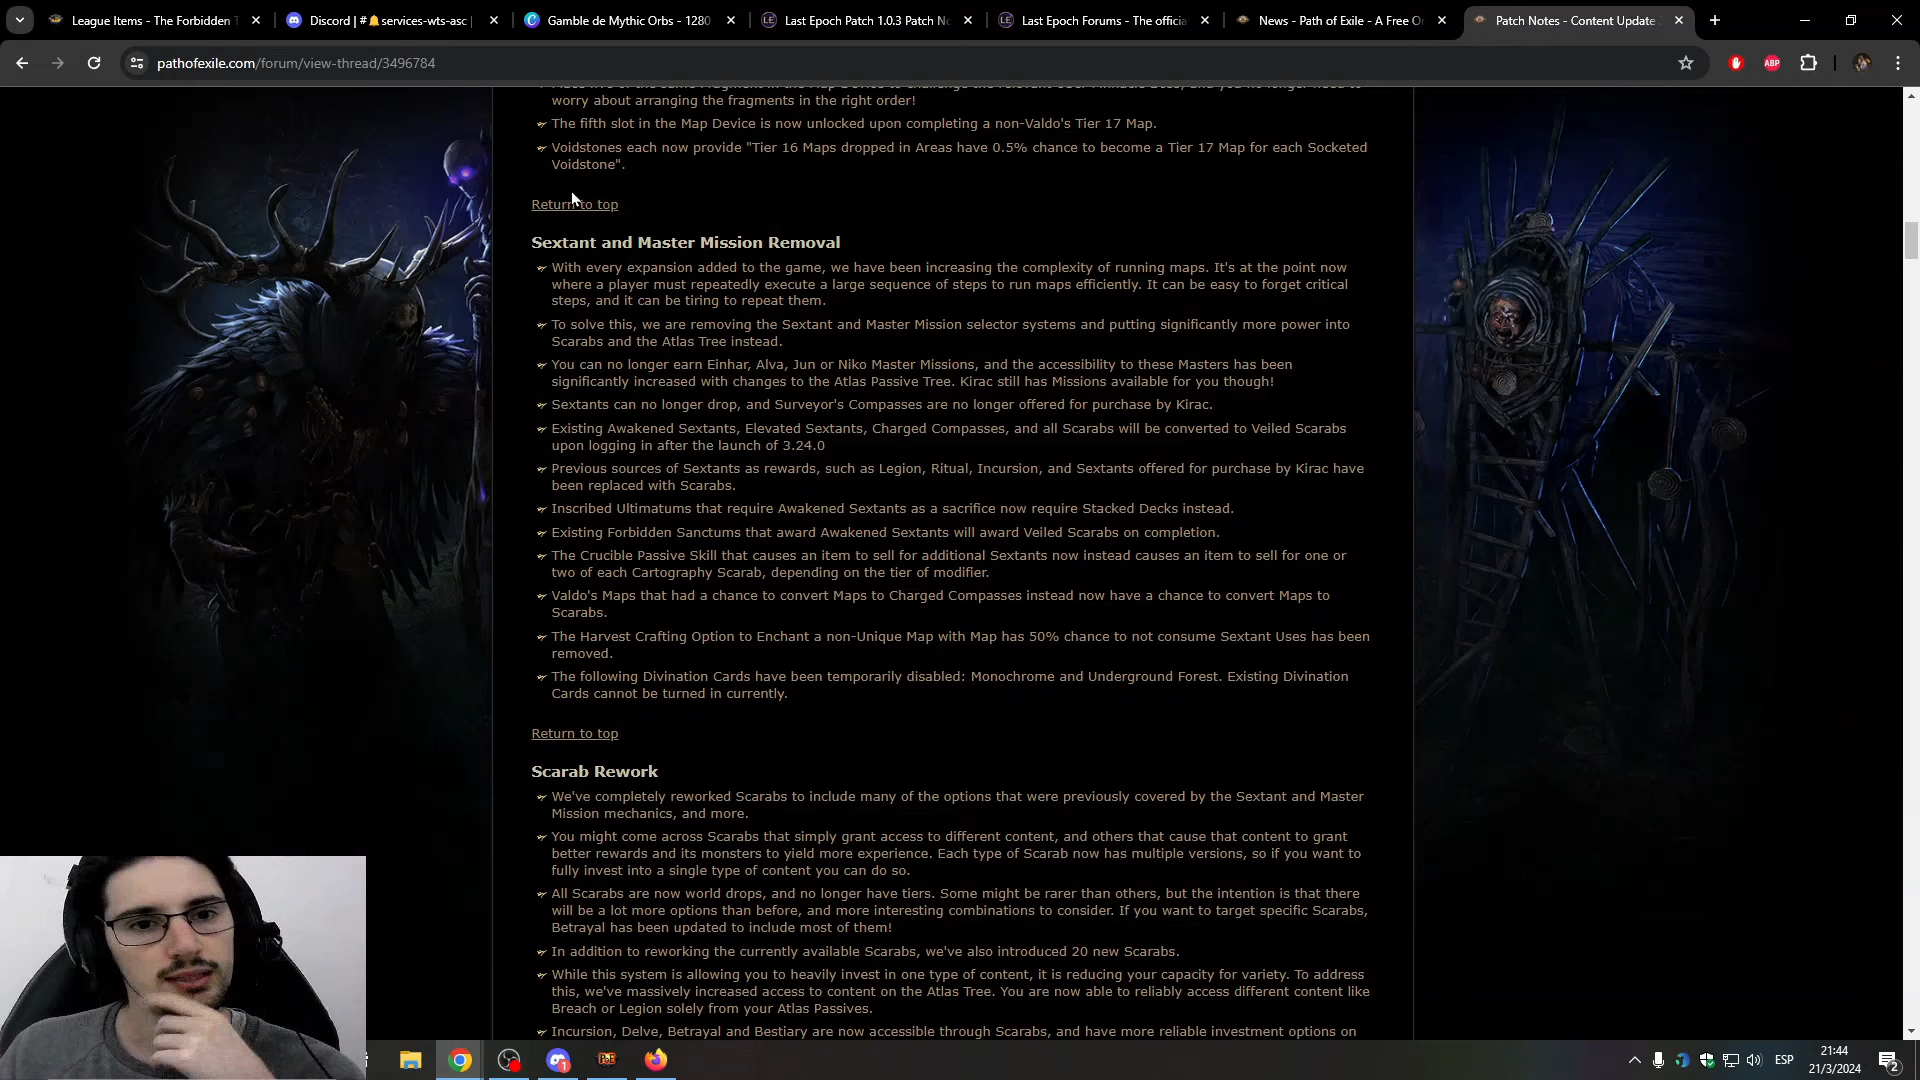 League Items - The Forbidden T
Discord | #🔔services-wts-asc |
Gamble de Mythic Orbs - 1280
Last Epoch Patch 1.0.3 Patch No
Last Epoch Forums - The officia
News - Path of Exile - A Free O
Patch Notes - Content Update
pathofexile.com/forum/view-thread/3496784
ABP
worry about arranging the fragments in the right order!
The fifth slot in the Map Device is now unlocked upon completing a non-Valdo's Tier 17 Map.
Voidstones each now provide "Tier 16 Maps dropped in Areas have 0.5% chance to become a Tier 17 Map for each Socketed
Voidstone".
Return to top
Sextant and Master Mission Removal
With every expansion added to the game, we have been increasing the complexity of running maps. It's at the point now
where a player must repeatedly execute a large sequence of steps to run maps efficiently. It can be easy to forget critical
steps, and it can be tiring to repeat them.
To solve this, we are removing the Sextant and Master Mission selector systems and putting significantly more power into
Scarabs and the Atlas Tree instead.
You can no longer earn Einhar, Alva, Jun or Niko Master Missions, and the accessibility to these Masters has been
significantly increased with changes to the Atlas Passive Tree. Kirac still has Missions available for you though!
Sextants can no longer drop, and Surveyor's Compasses are no longer offered for purchase by Kirac.
Existing Awakened Sextants, Elevated Sextants, Charged Compasses, and all Scarabs will be converted to Veiled Scarabs
upon logging in after the launch of 3.24.0
Previous sources of Sextants as rewards, such as Legion, Ritual, Incursion, and Sextants offered for purchase by Kirac have
been replaced with Scarabs.
Inscribed Ultimatums that require Awakened Sextants as a sacrifice now require Stacked Decks instead.
Existing Forbidden Sanctums that award Awakened Sextants will award Veiled Scarabs on completion.
The Crucible Passive Skill that causes an item to sell for additional Sextants now instead causes an item to sell for one or
two of each Cartography Scarab, depending on the tier of modifier.
Valdo's Maps that had a chance to convert Maps to Charged Compasses instead now have a chance to convert Maps to
Scarabs.
The Harvest Crafting Option to Enchant a non-Unique Map with Map has 50% chance to not consume Sextant Uses has been
removed.
The following Divination Cards have been temporarily disabled: Monochrome and Underground Forest. Existing Divination
Cards cannot be turned in currently.
Return to top
Scarab Rework
We've completely reworked Scarabs to include many of the options that were previously covered by the Sextant and Master
Mission mechanics, and more.
You might come across Scarabs that simply grant access to different content, and others that cause that content to grant
better rewards and its monsters to yield more experience. Each type of Scarab now has multiple versions, so if you want to
fully invest into a single type of content you can do so.
All Scarabs are now world drops, and no longer have tiers. Some might be rarer than others, but the intention is that there
will be a lot more options than before, and more interesting combinations to consider. If you want to target specific Scarabs,
Betrayal has been updated to include most of them!
In addition to reworking the currently available Scarabs, we've also introduced 20 new Scarabs.
While this system is allowing you to heavily invest in one type of content, it is reducing your capacity for variety. To address
this, we've massively increased access to content on the Atlas Tree. You are now able to reliably access different content like
Breach or Legion solely from your Atlas Passives.
Incursion, Delve, Betrayal and Bestiary are now accessible through Scarabs, and have more reliable investment options on
ESP
21:44
21/3/2024
2